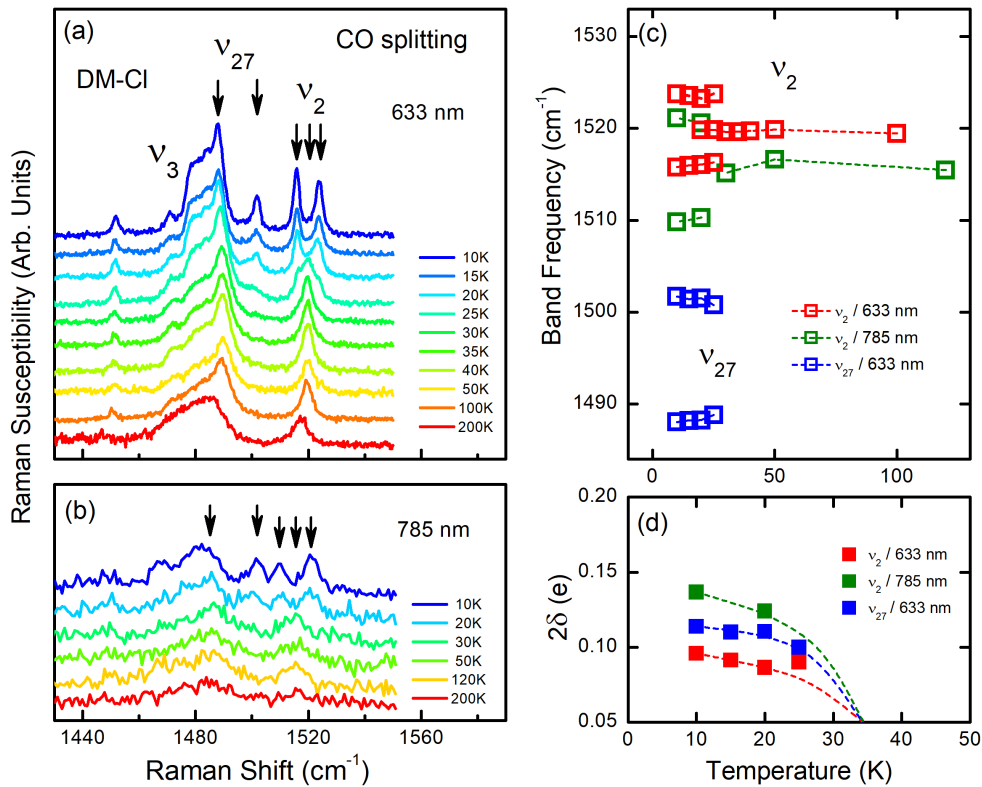 (a)
CO splitting
ν27
DM-Cl
ν2
633 nm
ν3
10K
15K
20K
25K
30K
35K
40K
50K
100K
200K
(b)
785 nm
10K
20K
30K
50K
120K
200K
1440 1480 1520 1560
Raman Shift (cm-1)
Raman Susceptibility (Arb. Units)
(c)
ν2
1530
1520
1510
1500
1490
Band Frequency (cm-1)
ν2 / 633 nm
ν2 / 785 nm
ν27 / 633 nm
ν27
0 50 100
(d)
0.20
0.15
0.10
0.05
2δ (e)
ν2 / 633 nm
ν2 / 785 nm
ν27 / 633 nm
0 10 20 30 40 50
Temperature (K)